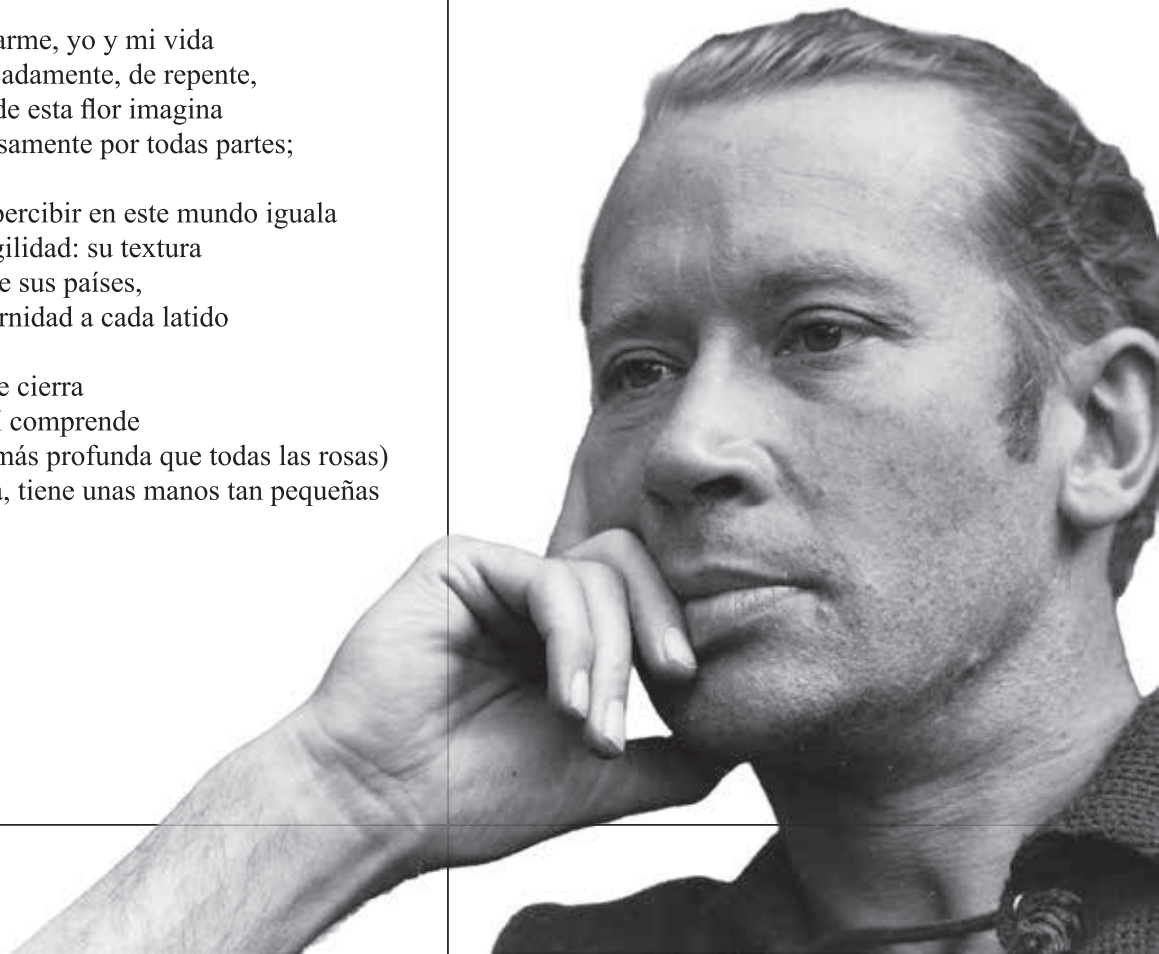 arme, yo y mi vida
adamente, de repente,
de esta flor imagina
samente por todas partes;
percibir en este mundo iguala
gilidad: su textura
e sus países,
rnidad a cada latido
e cierra
comprende
más profunda que todas las rosas)
, tiene unas manos tan pequeñas